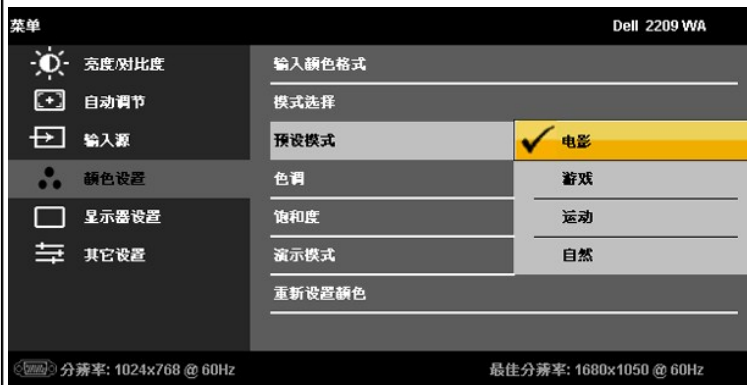 菜单 Dell 2209 WA
亮度/对比度 输入颜色格式
自动调节 模式选择
输入源 预设模式 电影
颜色设置 色调 游戏
显示器设置 饱和度 运动
其它设置 演示模式 自然
重新设置颜色
分辨率: 1024x768 @ 60Hz 最佳分辨率: 1680x1050 @ 60Hz